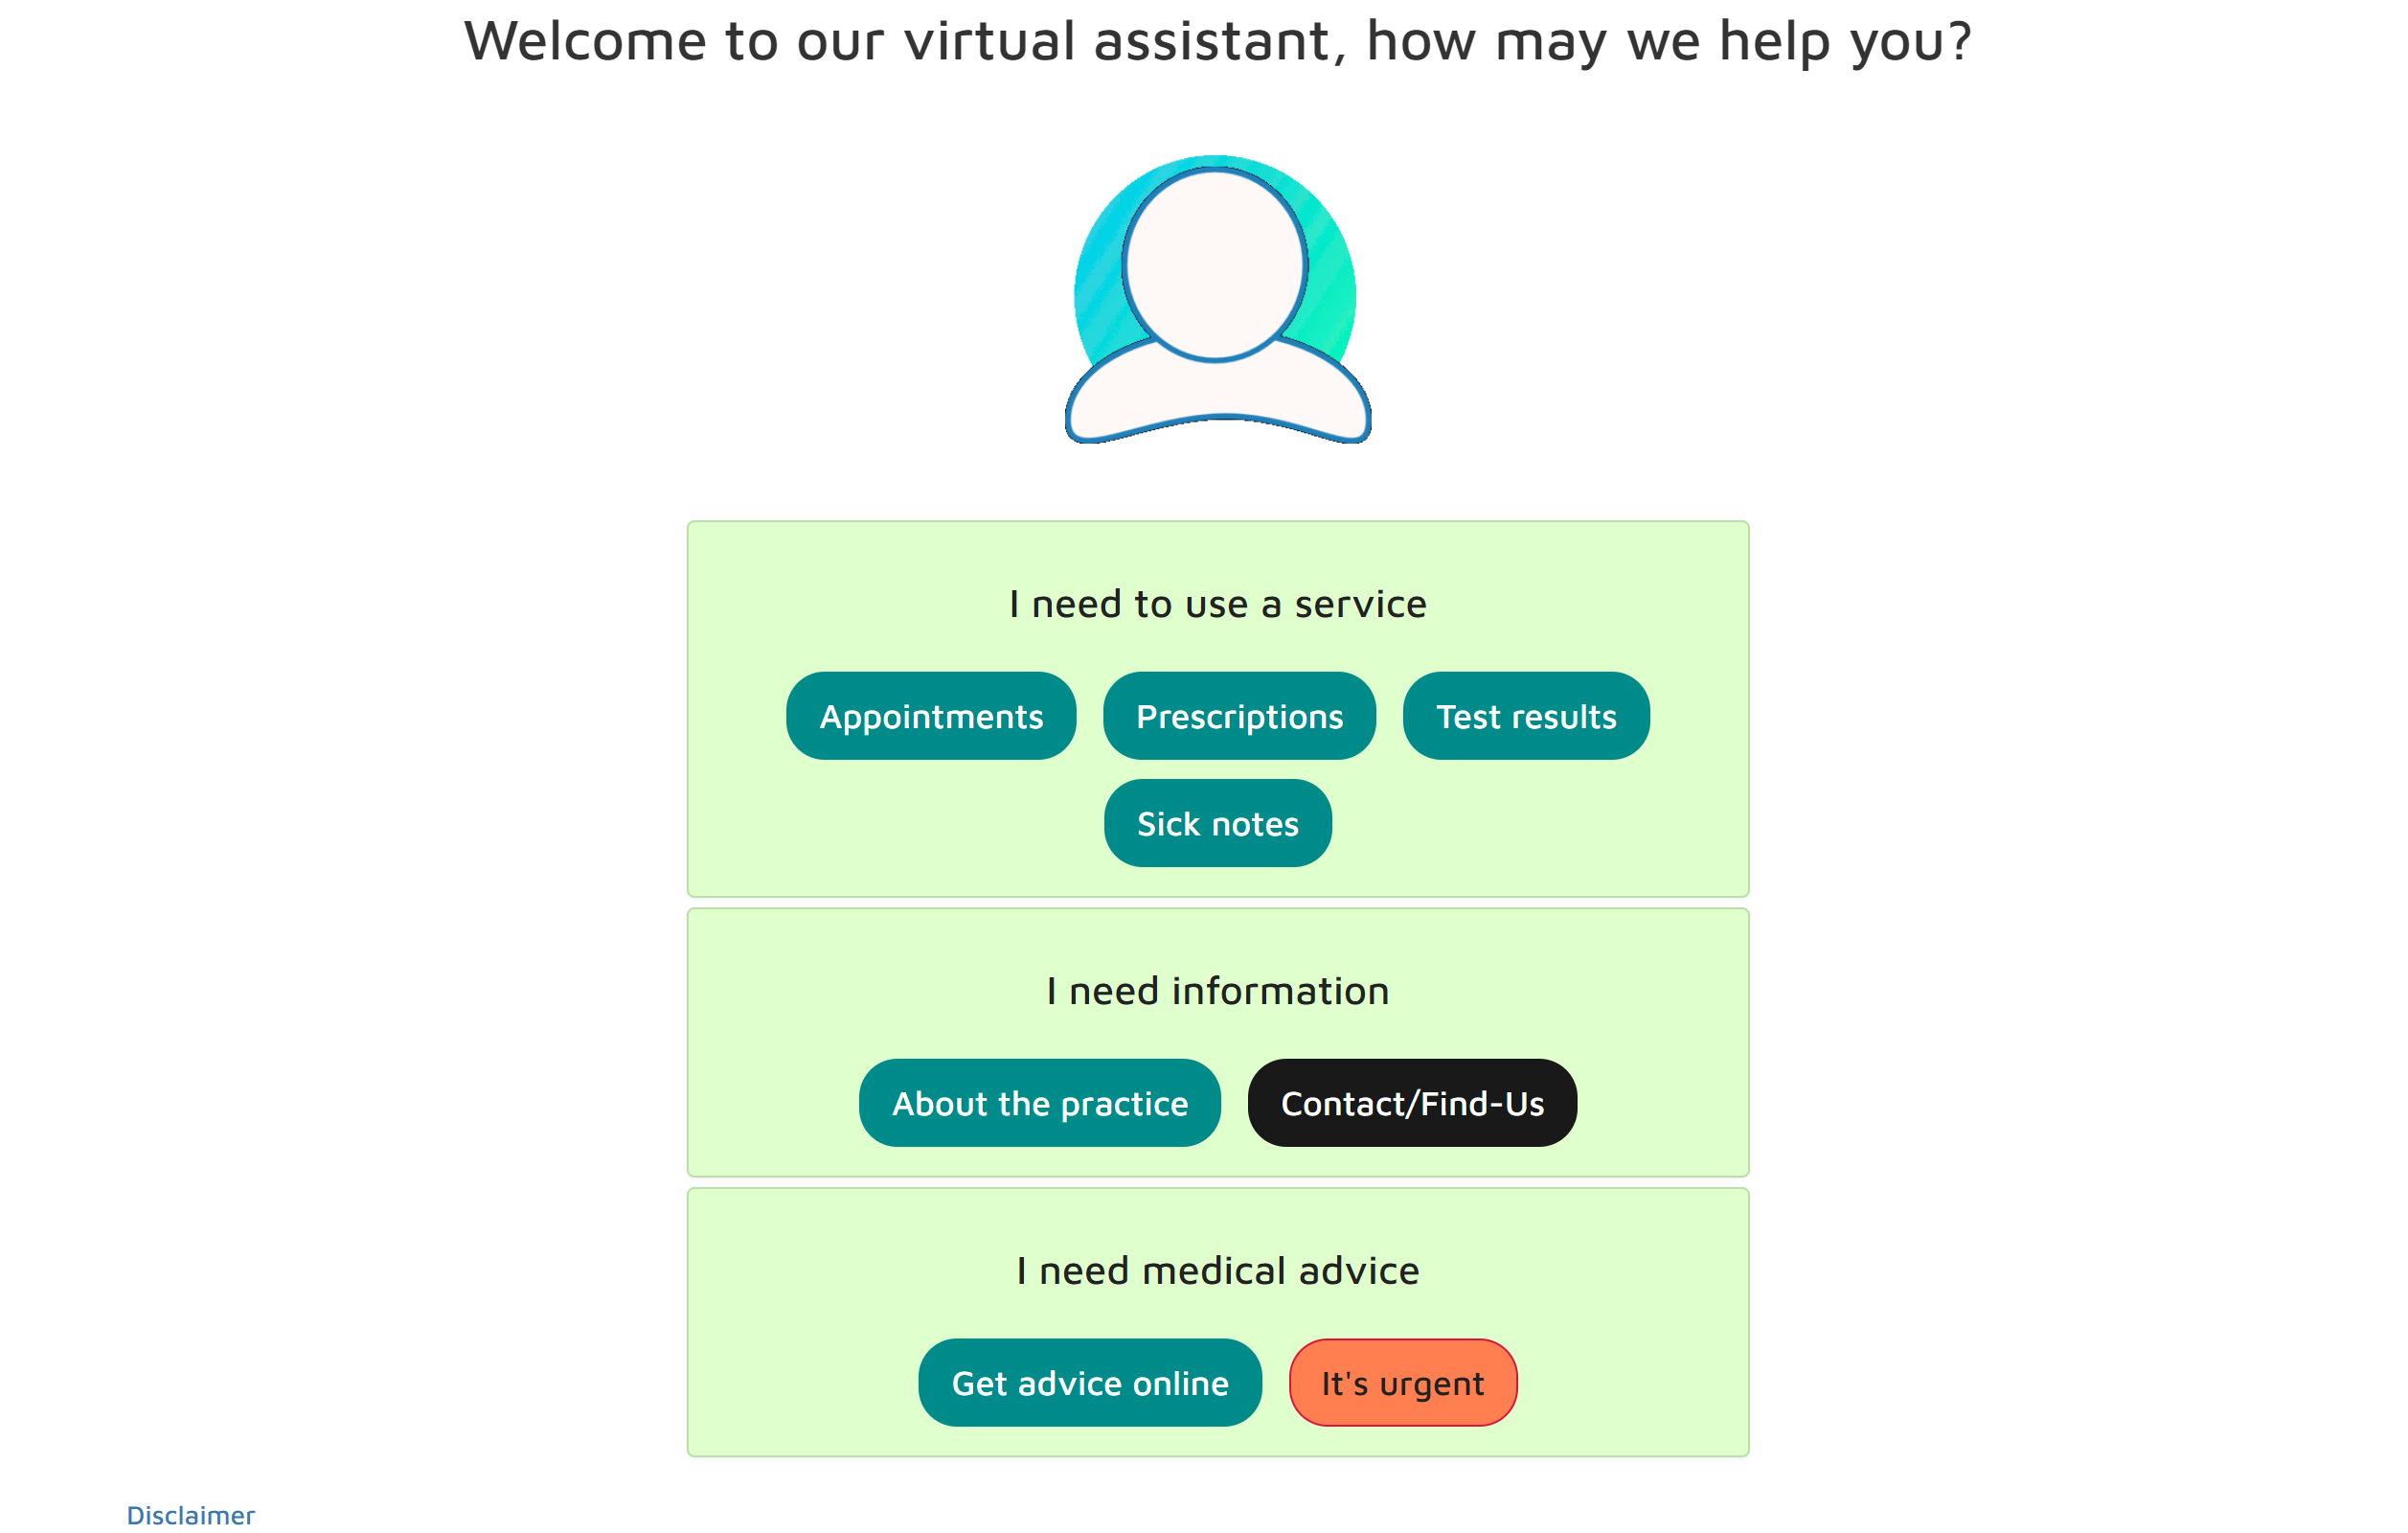 Welcome to our virtual assistant, how may we help you?
I need to use a service
Appointments Prescriptions Test results
Sick notes
I need information
About the practice Contact/Find-Us
I need medical advice
Get advice online It's urgent
Disclaimer